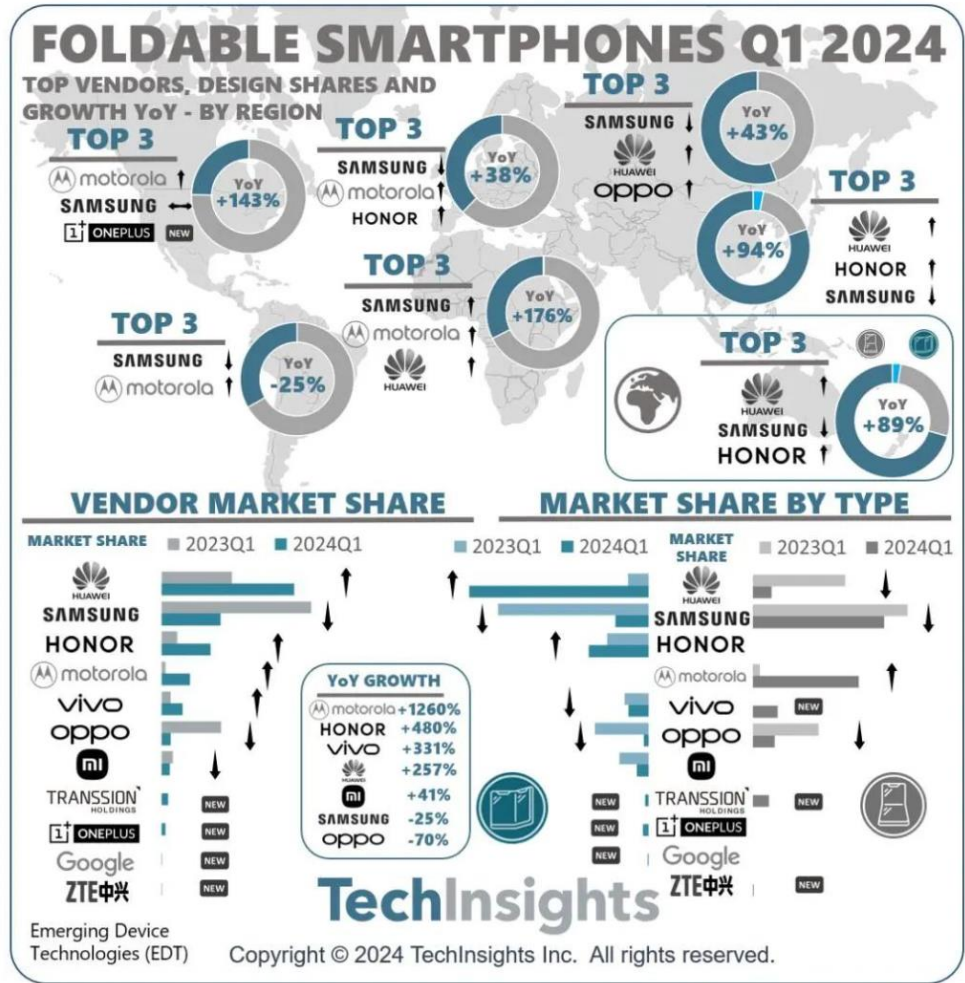 FOLDABLE SMARTPHONES Q1 2024
TOP VENDORS, DESIGN SHARES AND
GROWTH YoY - BY REGION
TOP 3
motorola
SAMSUNG
1+ ONEPLUS NEW
YoY
+143%
TOP 3
SAMSUNG
motorola
HONOR
YoY
+38%
TOP 3
SAMSUNG
HUAWEI
oppo
YoY
+43%
TOP 3
HUAWEI
HONOR
SAMSUNG
YoY
+94%
TOP 3
SAMSUNG
motorola
YoY
-25%
TOP 3
SAMSUNG
motorola
HUAWEI
YoY
+176%
TOP 3
HUAWEI
SAMSUNG
HONOR
YoY
+89%
VENDOR MARKET SHARE
MARKET SHARE 2023Q1 2024Q1
HUAWEI
SAMSUNG
HONOR
motorola
vivo
oppo
mi
TRANSSION HOLDINGS NEW
1+ ONEPLUS NEW
Google NEW
ZTE中兴 NEW
YoY GROWTH
motorola +1260%
HONOR +480%
vivo +331%
HUAWEI +257%
mi +41%
SAMSUNG -25%
oppo -70%
MARKET SHARE BY TYPE
2023Q1 2024Q1 MARKET SHARE 2023Q1 2024Q1
HUAWEI
SAMSUNG
HONOR
motorola
vivo NEW
oppo
mi
NEW TRANSSION HOLDINGS NEW
NEW 1+ ONEPLUS
NEW Google
ZTE中兴 NEW
TechInsights
Emerging Device
Technologies (EDT)
Copyright © 2024 TechInsights Inc. All rights reserved.